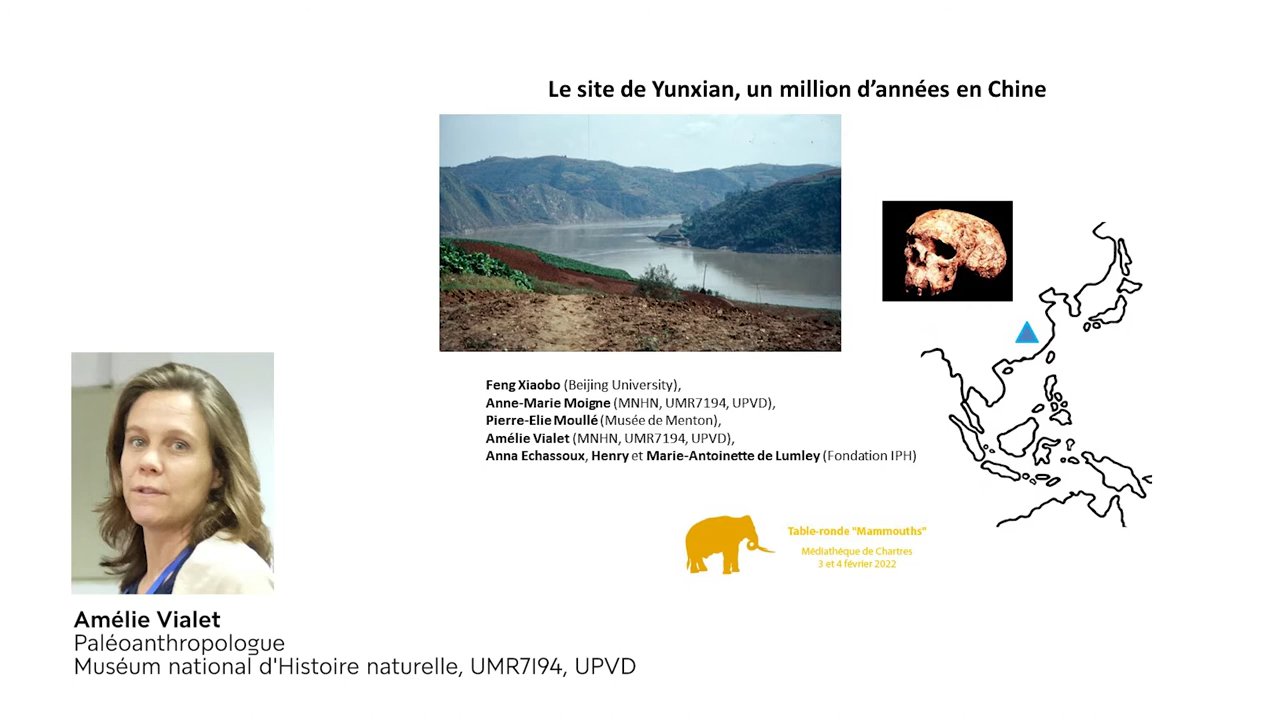 Le site de Yunxian, un million d’années en Chine
Feng Xiaobo (Beijing University),
Anne-Marie Moigne (MNHN, UMR7194, UPVD),
Pierre-Elie Moullé (Musée de Menton),
Amélie Vialet (MNHN, UMR7194, UPVD),
Anna Echassoux, Henry et Marie-Antoinette de Lumley (Fondation IPH)
Table-ronde "Mammouths"
Médiathèque de Chartres
3 et 4 février 2022
Amélie Vialet
Paléoanthropologue
Muséum national d'Histoire naturelle, UMR7194, UPVD